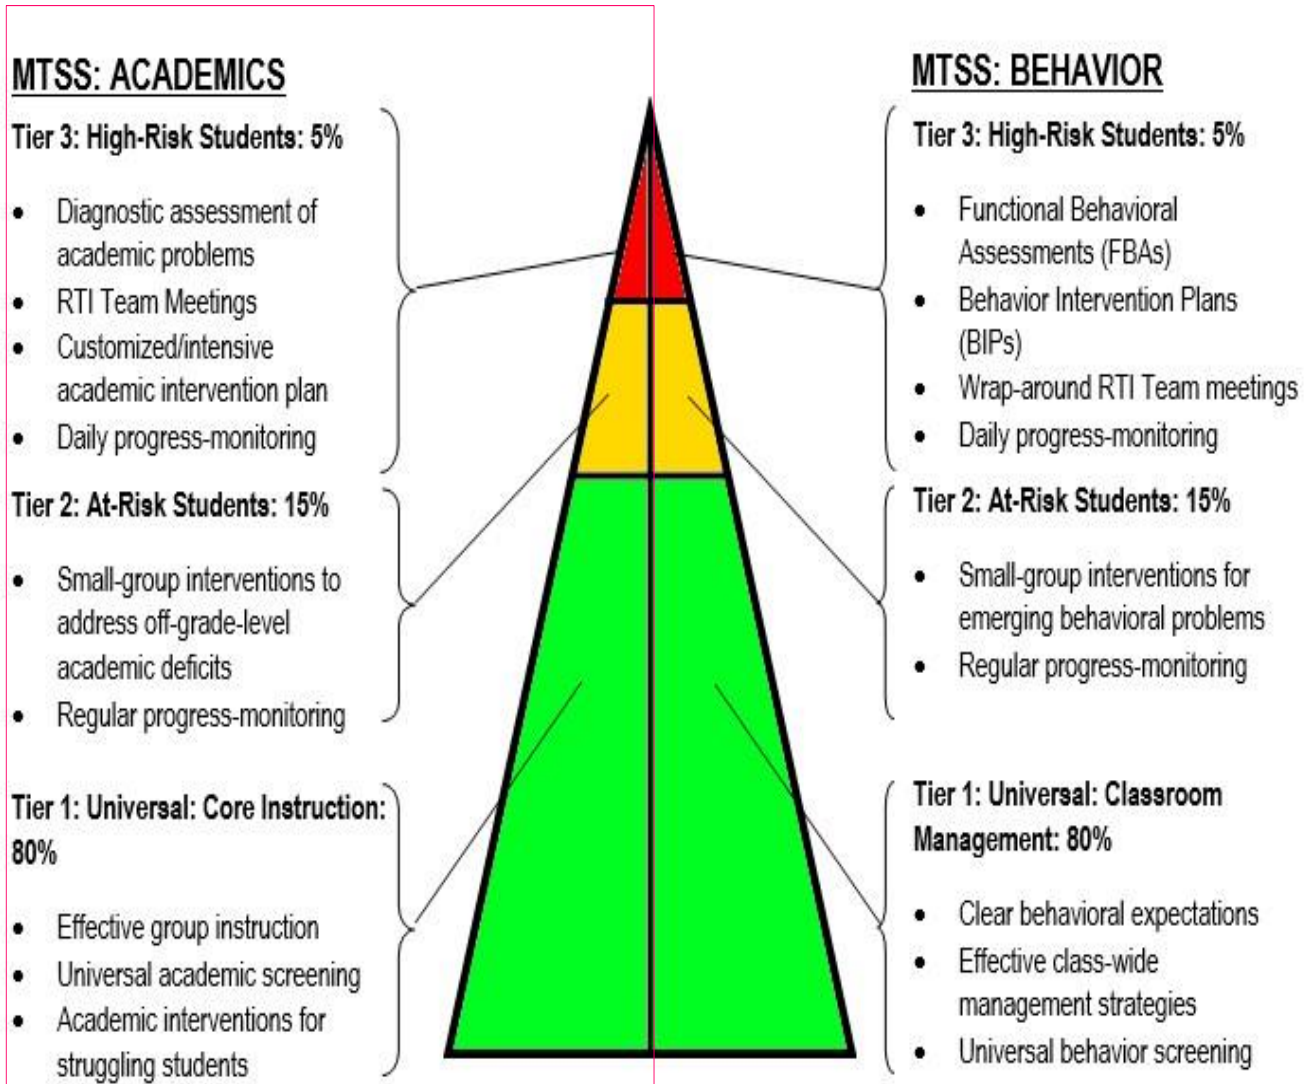 MTSS: ACADEMICS
Tier 3: High-Risk Students: 5%
• Diagnostic assessment of
academic problems
• RTI Team Meetings
• Customized/intensive
academic intervention plan
• Daily progress-monitoring
Tier 2: At-Risk Students: 15%
• Small-group interventions to
address off-grade-level
academic deficits
• Regular progress-monitoring
Tier 1: Universal: Core Instruction:
80%
• Effective group instruction
• Universal academic screening
• Academic interventions for
struggling students
MTSS: BEHAVIOR
Tier 3: High-Risk Students: 5%
• Functional Behavioral
Assessments (FBAs)
• Behavior Intervention Plans
(BIPs)
• Wrap-around RTI Team meetings
• Daily progress-monitoring
Tier 2: At-Risk Students: 15%
• Small-group interventions for
emerging behavioral problems
• Regular progress-monitoring
Tier 1: Universal: Classroom
Management: 80%
• Clear behavioral expectations
• Effective class-wide
management strategies
• Universal behavior screening